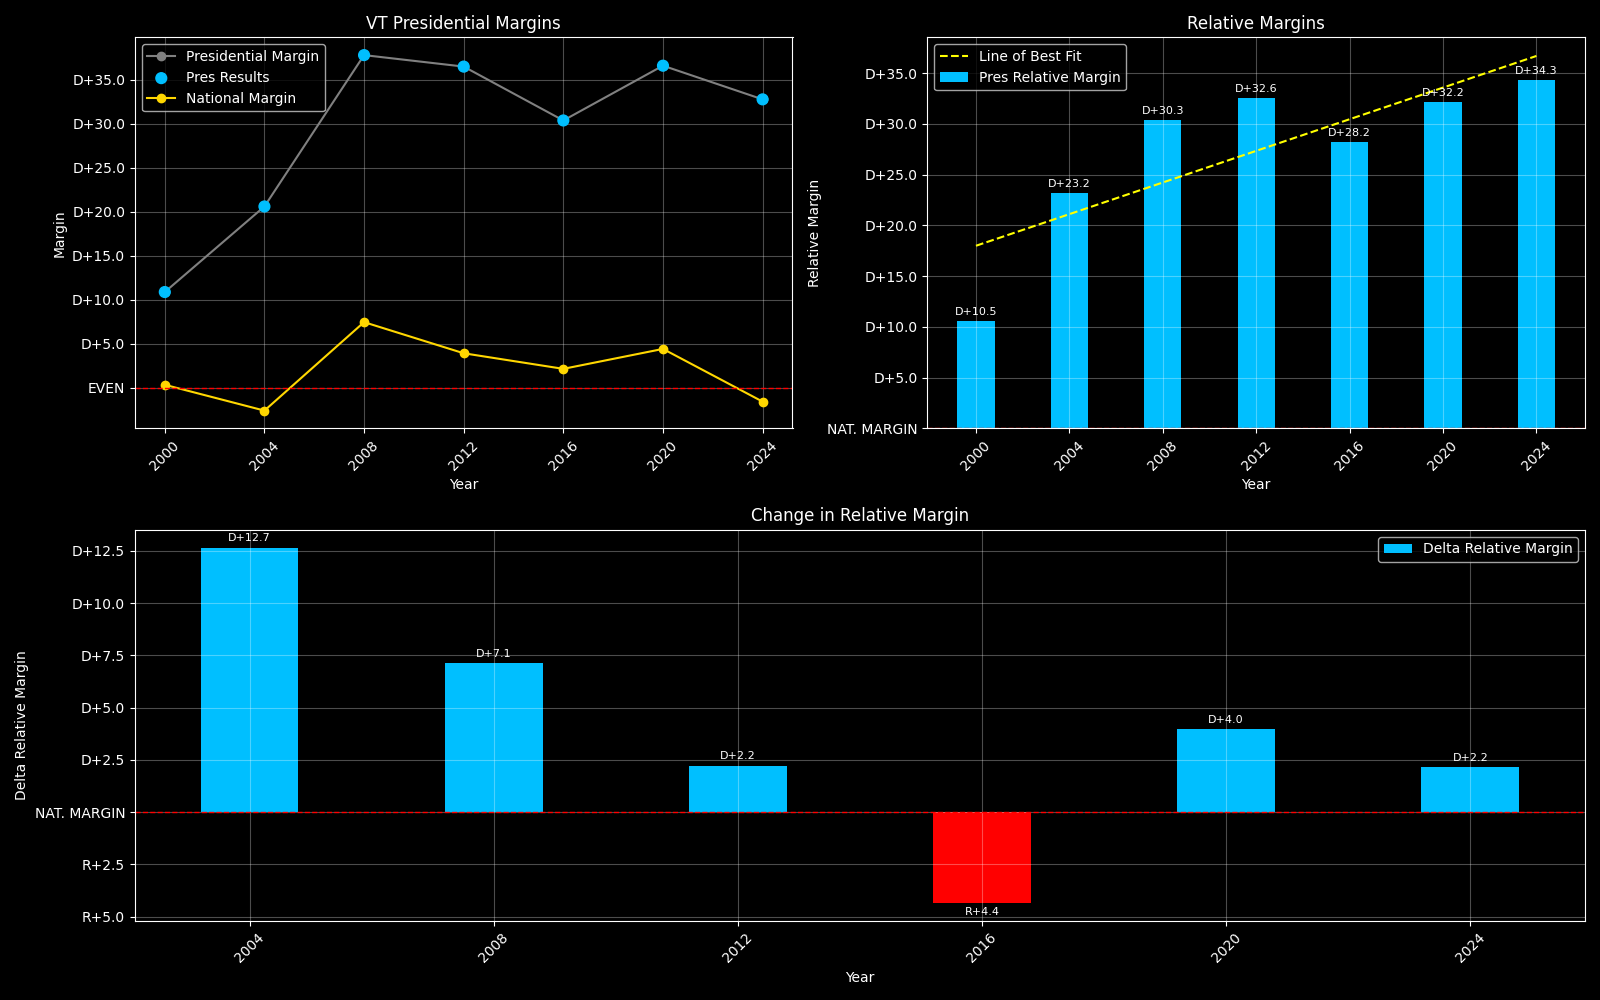 VT Presidential Margins
Presidential Margin
Pres Results
National Margin
Margin
D+35.0
D+30.0
D+25.0
D+20.0
D+15.0
D+10.0
D+5.0
EVEN
2000
2004
2008
2012
2016
2020
2024
Year
Relative Margins
Line of Best Fit
Pres Relative Margin
Relative Margin
D+35.0
D+30.0
D+25.0
D+20.0
D+15.0
D+10.0
D+5.0
NAT. MARGIN
D+10.5
D+23.2
D+30.3
D+32.6
D+28.2
D+32.2
D+34.3
2000
2004
2008
2012
2016
2020
2024
Year
Change in Relative Margin
Delta Relative Margin
Delta Relative Margin
D+12.5
D+10.0
D+7.5
D+5.0
D+2.5
NAT. MARGIN
R+2.5
R+5.0
D+12.7
D+7.1
D+2.2
R+4.4
D+4.0
D+2.2
2004
2008
2012
2016
2020
2024
Year